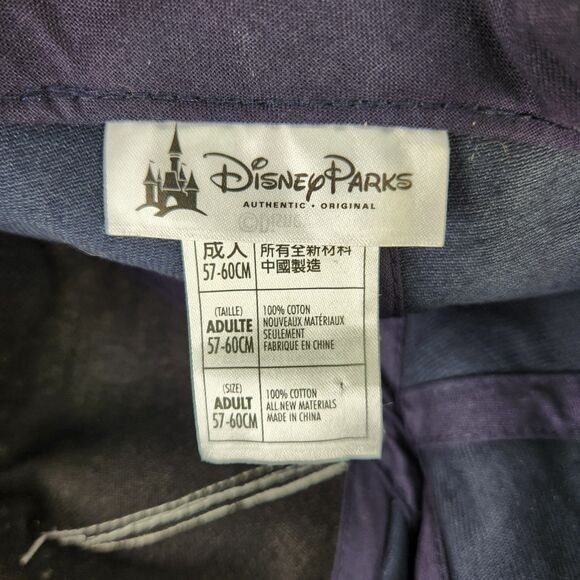 Disney Parks
AUTHENTIC • ORIGINAL
成人
57-60CM
所有全新材料
中國製造
(TAILLE)
ADULTE
57-60CM
100% COTON
NOUVEAUX MATÉRIAUX
SEULEMENT
FABRIQUE EN CHINE
(SIZE)
ADULT
57-60CM
100% COTTON
ALL NEW MATERIALS
MADE IN CHINA